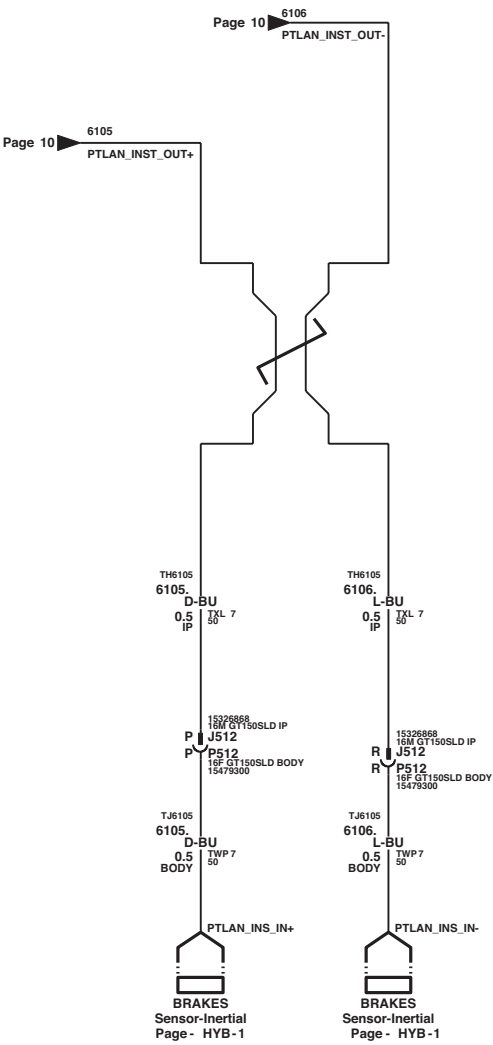 6106
Page 10
PTLAN_INST_OUT-
6105
Page 10
PTLAN_INST_OUT+
TH6105
6105.
D-BU
0.5 TXL 7
IP 50
TH6105
6106.
L-BU
0.5 TXL 7
IP 50
15326868
16M GT150SLD IP
P J512
P P512
16F GT150SLD BODY
15479300
15326868
16M GT150SLD IP
R J512
R P512
16F GT150SLD BODY
15479300
TJ6105
6105.
D-BU
0.5 TWP 7
BODY 50
TJ6105
6106.
L-BU
0.5 TWP 7
BODY 50
PTLAN_INS_IN+
PTLAN_INS_IN-
BRAKES
Sensor-Inertial
Page - HYB-1
BRAKES
Sensor-Inertial
Page - HYB-1